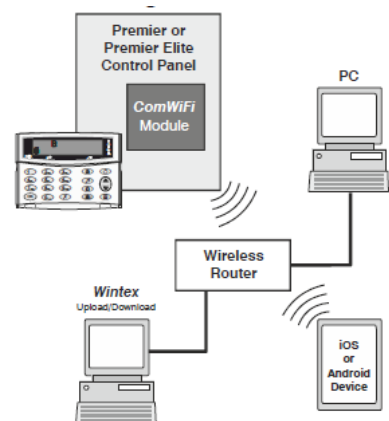 Premier or
Premier Elite
Control Panel
ComWiFi
Module
PC
Wireless
Router
Wintex
Upload/Download
iOS
or
Android
Device